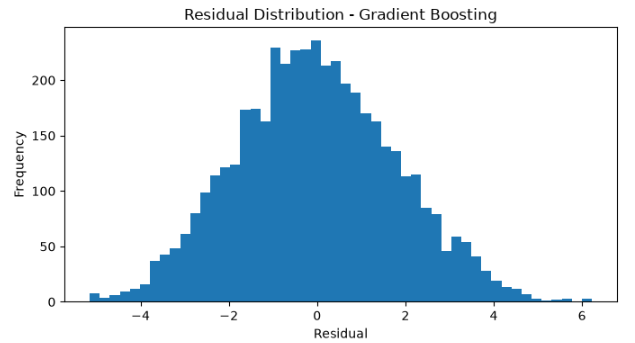 Residual Distribution - Gradient Boosting
Frequency
200
150
100
50
0
−4 −2 0 2 4 6
Residual